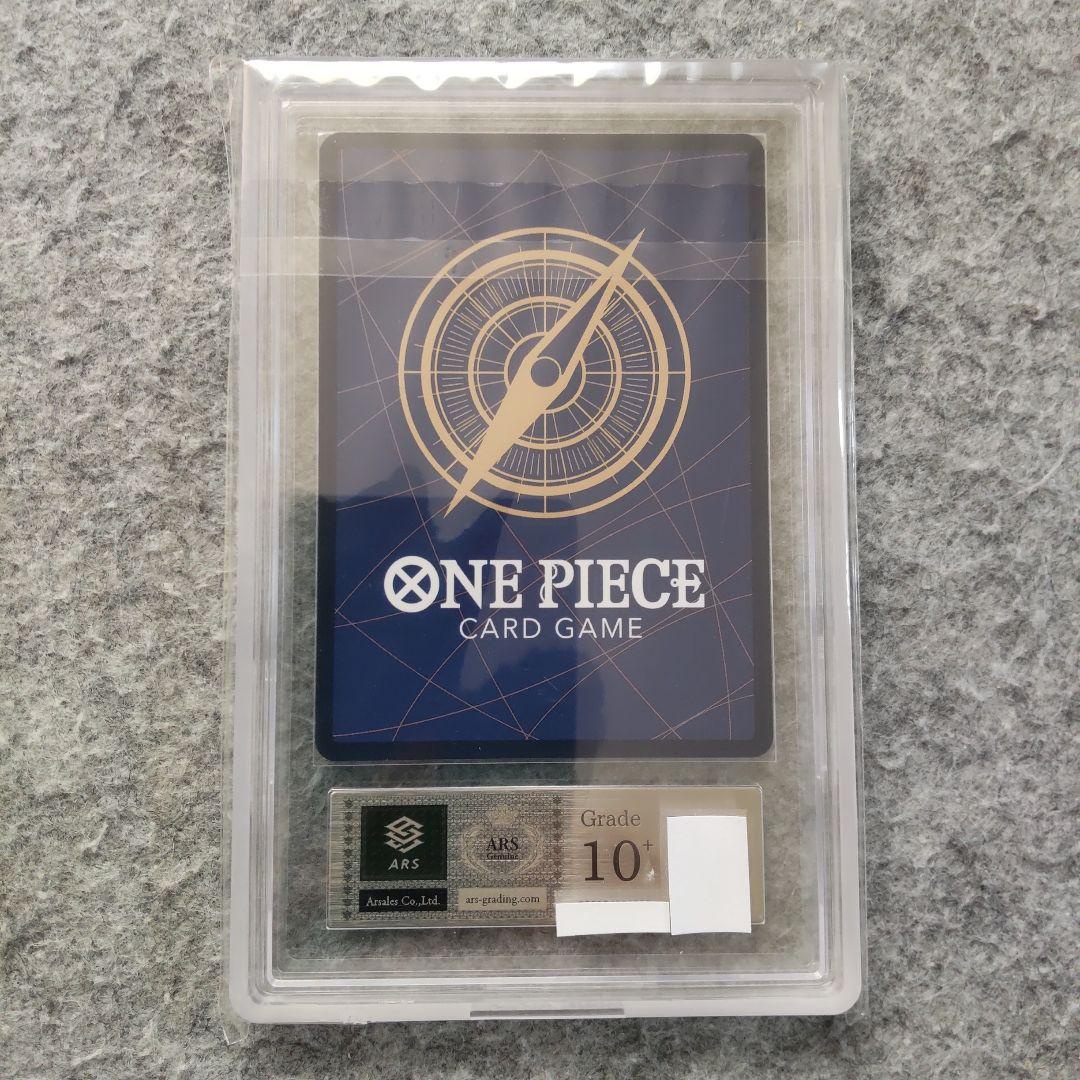 ONE PIECE
CARD GAME
ARS
Arsales Co.,Ltd.
ARS
Genuine
ars-grading.com
Grade
10+